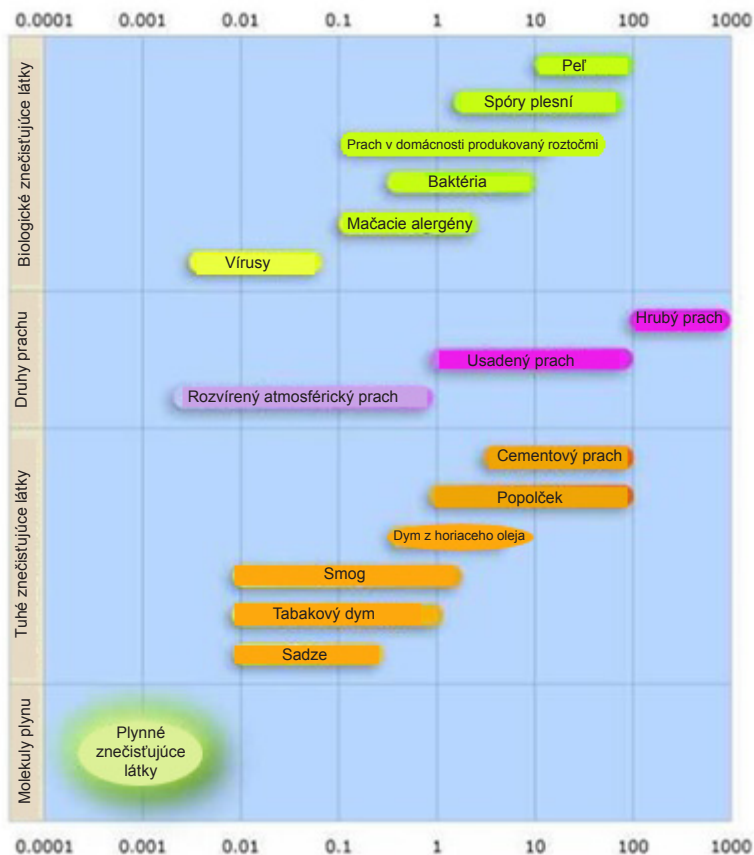 0.0001 0.001 0.01 0.1 1 10 100 1000
Biologické znečisťujúce látky
Peľ
Spóry plesní
Prach v domácnosti produkovaný roztočmi
Baktéria
Mačacie alergény
Vírusy
Druhy prachu
Hrubý prach
Usadený prach
Rozvírený atmosférický prach
Tuhé znečisťujúce látky
Cementový prach
Popolček
Dym z horiaceho oleja
Smog
Tabakový dym
Sadze
Molekuly plynu
Plynné
znečisťujúce
látky
0.0001 0.001 0.01 0.1 1 10 100 1000